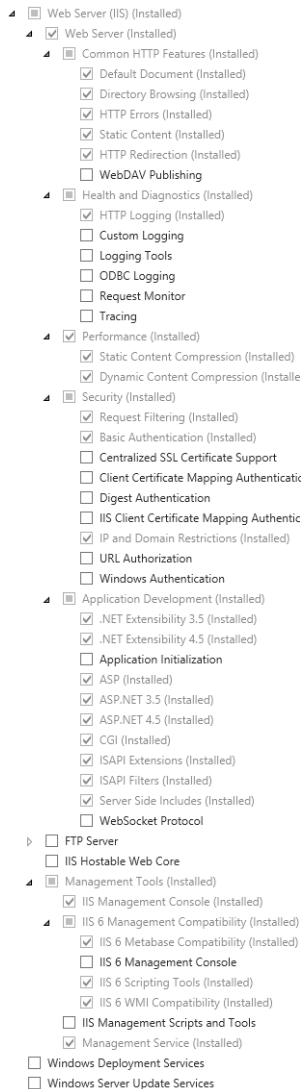 Web Server (IIS) (Installed)
Web Server (Installed)
Common HTTP Features (Installed)
Default Document (Installed)
Directory Browsing (Installed)
HTTP Errors (Installed)
Static Content (Installed)
HTTP Redirection (Installed)
WebDAV Publishing
Health and Diagnostics (Installed)
HTTP Logging (Installed)
Custom Logging
Logging Tools
ODBC Logging
Request Monitor
Tracing
Performance (Installed)
Static Content Compression (Installed)
Dynamic Content Compression (Installe
Security (Installed)
Request Filtering (Installed)
Basic Authentication (Installed)
Centralized SSL Certificate Support
Client Certificate Mapping Authenticatio
Digest Authentication
IIS Client Certificate Mapping Authentic
IP and Domain Restrictions (Installed)
URL Authorization
Windows Authentication
Application Development (Installed)
.NET Extensibility 3.5 (Installed)
.NET Extensibility 4.5 (Installed)
Application Initialization
ASP (Installed)
ASP.NET 3.5 (Installed)
ASP.NET 4.5 (Installed)
CGI (Installed)
ISAPI Extensions (Installed)
ISAPI Filters (Installed)
Server Side Includes (Installed)
WebSocket Protocol
FTP Server
IIS Hostable Web Core
Management Tools (Installed)
IIS Management Console (Installed)
IIS 6 Management Compatibility (Installed)
IIS 6 Metabase Compatibility (Installed)
IIS 6 Management Console
IIS 6 Scripting Tools (Installed)
IIS 6 WMI Compatibility (Installed)
IIS Management Scripts and Tools
Management Service (Installed)
Windows Deployment Services
Windows Server Update Services